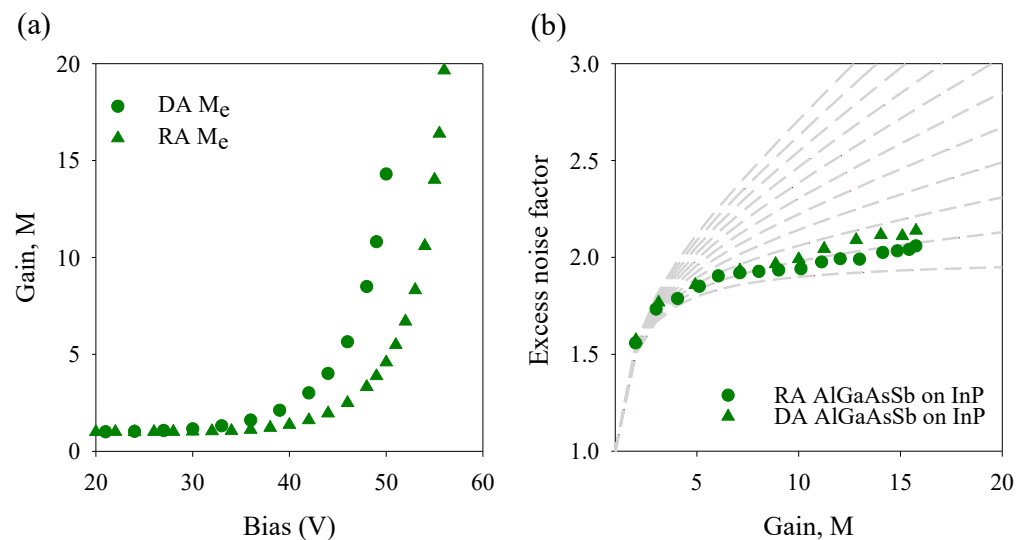 (a)
20
15
10
5
0
20
30
40
50
60
Gain, M
Bias (V)
DA Me
RA Me
(b)
3.0
2.5
2.0
1.5
1.0
5
10
15
20
Excess noise factor
Gain, M
RA AlGaAsSb on InP
DA AlGaAsSb on InP